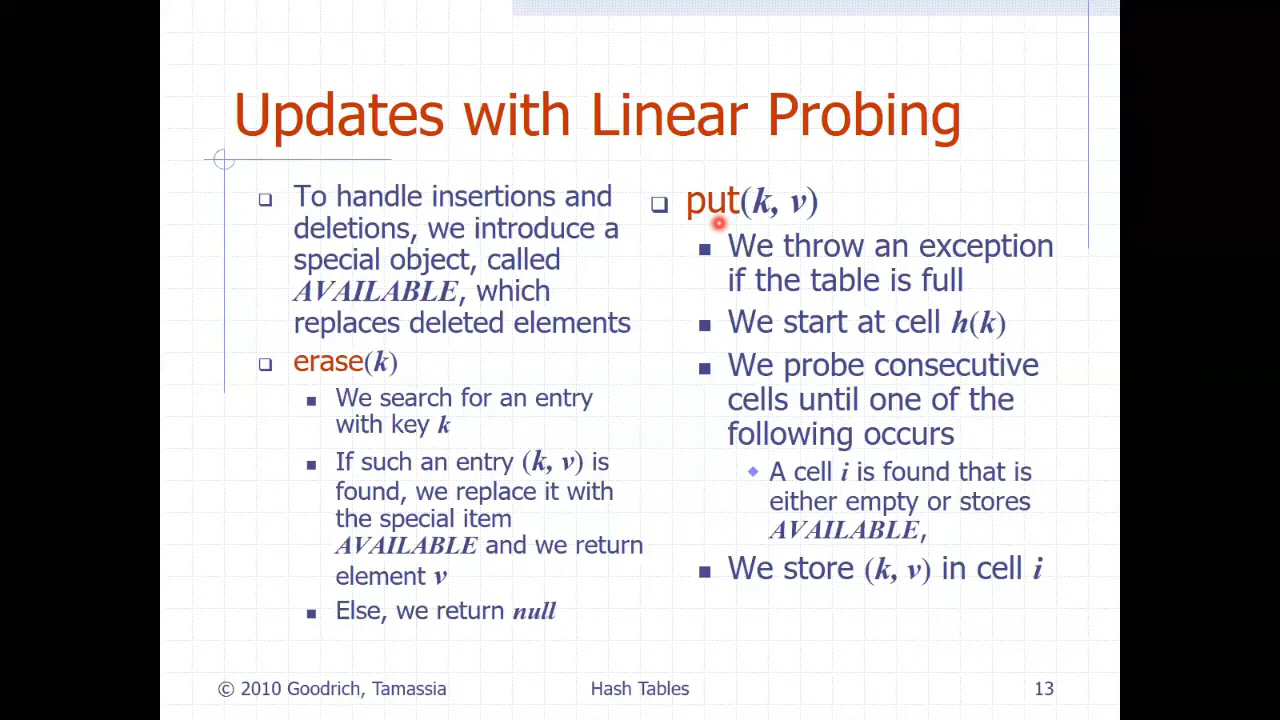 Updates with Linear Probing
To handle insertions and
deletions, we introduce a
special object, called
AVAILABLE, which
replaces deleted elements
erase(k)
We search for an entry
with key k
If such an entry (k, v) is
found, we replace it with
the special item
AVAILABLE and we return
element v
Else, we return null
put(k, v)
We throw an exception
if the table is full
We start at cell h(k)
We probe consecutive
cells until one of the
following occurs
A cell i is found that is
either empty or stores
AVAILABLE,
We store (k, v) in cell i
© 2010 Goodrich, Tamassia
Hash Tables
13